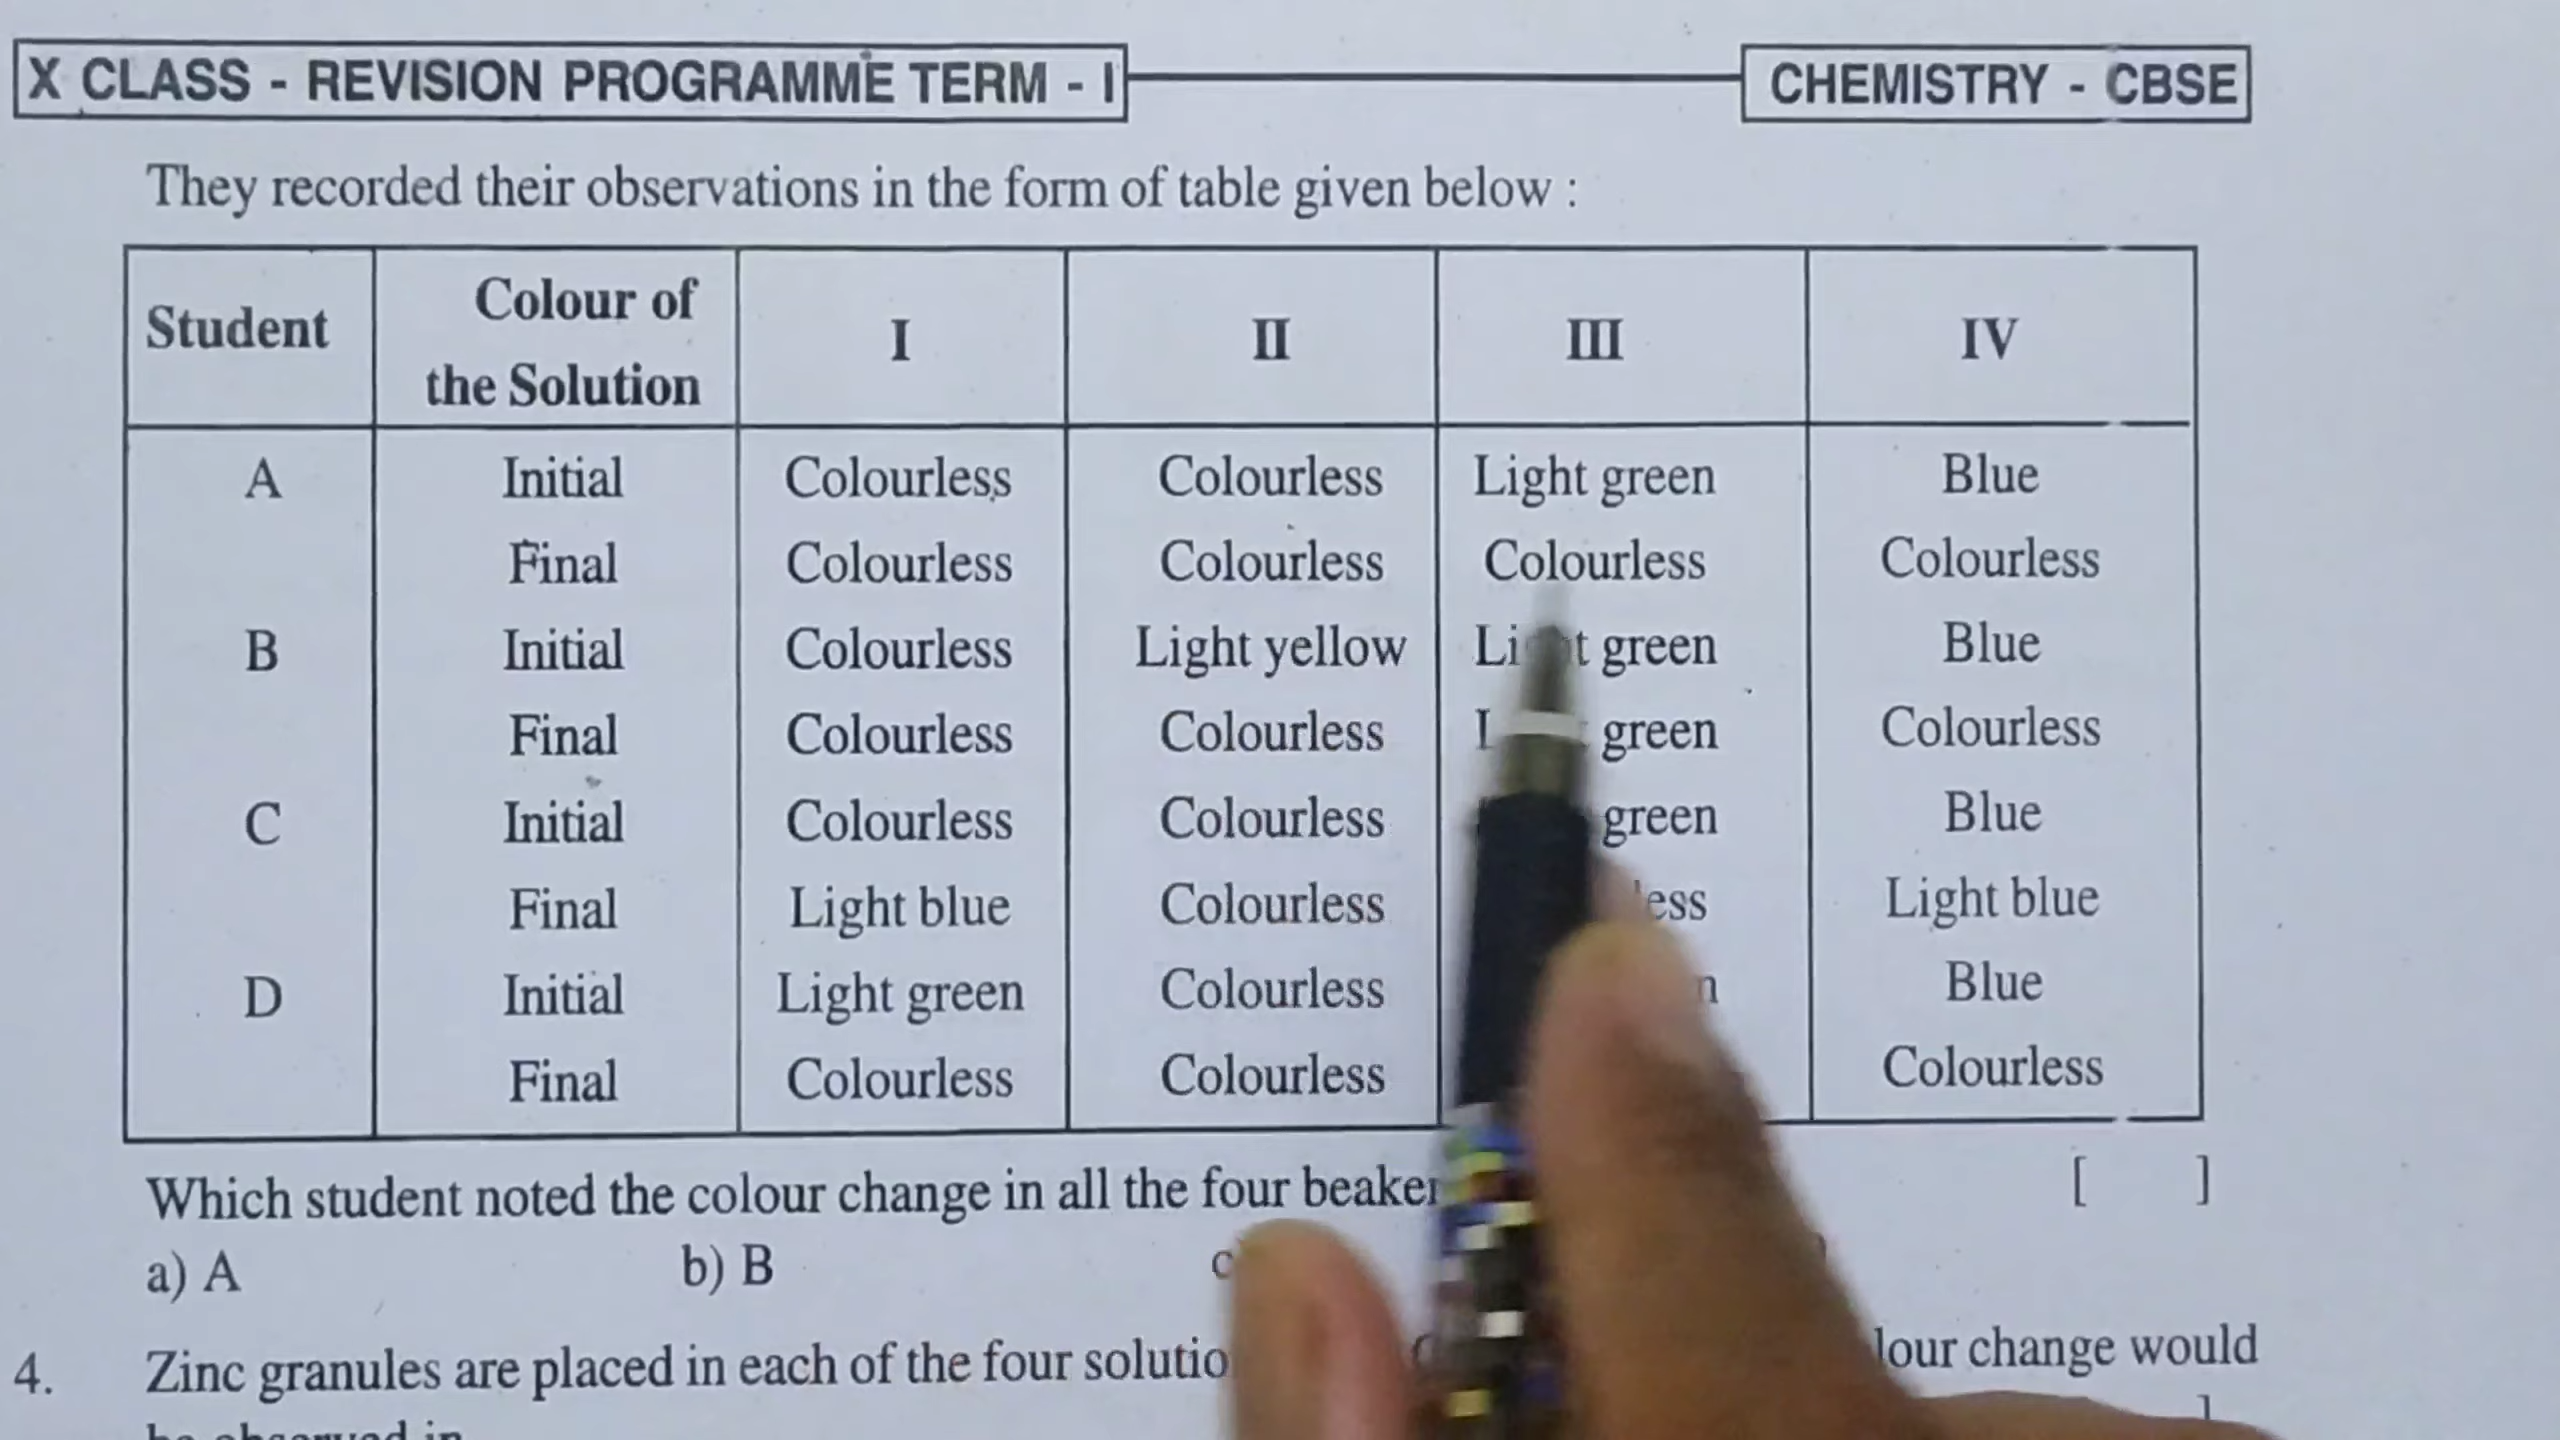 X CLASS - REVISION PROGRAMME TERM - I
CHEMISTRY - CBSE
They recorded their observations in the form of table given below :
Student Colour of the Solution I II III IV
A Initial Colourless Colourless Light green Blue
Final Colourless Colourless Colourless Colourless
B Initial Colourless Light yellow green Blue
Final Colourless Colourless green Colourless
C Initial Colourless Colourless green Blue
Final Light blue Colourless Light blue
D Initial Light green Colourless Blue
Final Colourless Colourless Colourless
Which student noted the colour change in all the four [ ]
a) A b) B
4. Zinc granules are placed in each of the four change would